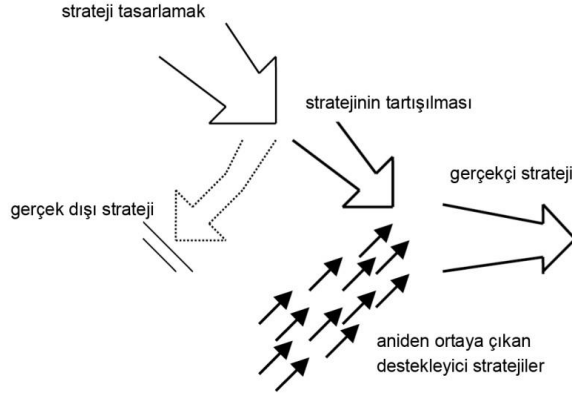 strateji tasarlamak
stratejinin tartışılması
gerçekçi strateji
gerçek dışı strateji
aniden ortaya çıkan
destekleyici stratejiler